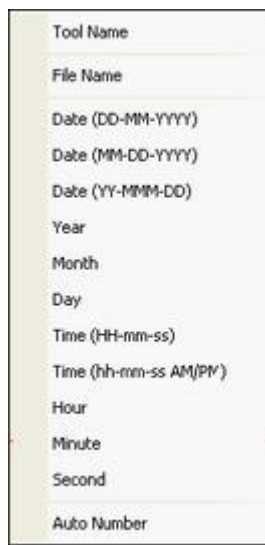 Tool Name
File Name
Date (DD-MM-YYYY)
Date (MM-DD-YYYY)
Date (YY-MMM-DD)
Year
Month
Day
Time (HH-mm-ss)
Time (hh-mm-ss AM/PM)
Hour
Minute
Second
Auto Number